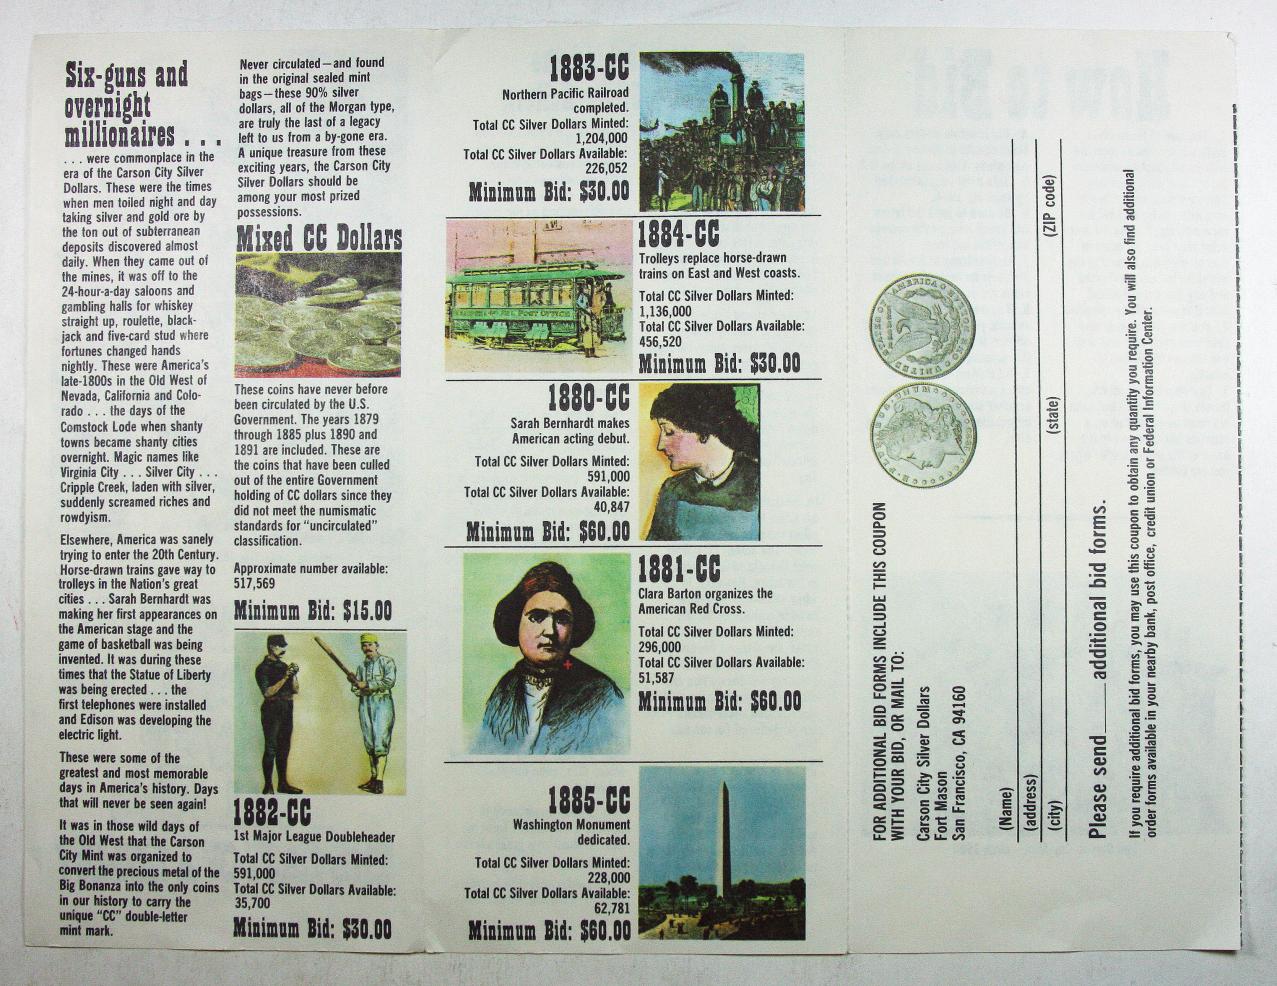 Six-guns and
overnight
millionaires . . .
. . . were commonplace in the
era of the Carson City Silver
Dollars. These were the times
when men toiled night and day
taking silver and gold ore by
the ton out of subterranean
deposits discovered almost
daily. When they came out of
the mines, it was off to the
24-hour-a-day saloons and
gambling halls for whiskey
straight up, roulette, black-
jack and five-card stud where
fortunes changed hands
nightly. These were America's
late-1800s in the Old West of
Nevada, California and Colo-
rado . . . the days of the
Comstock Lode when shanty
towns became shanty cities
overnight. Magic names like
Virginia City . . . Silver City . . .
Cripple Creek, laden with silver,
suddenly screamed riches and
rowdyism.
Elsewhere, America was sanely
trying to enter the 20th Century.
Horse-drawn trains gave way to
trolleys in the Nation's great
cities . . . Sarah Bernhardt was
making her first appearances on
the American stage and the
game of basketball was being
invented. It was during these
times that the Statue of Liberty
was being erected . . . the
first telephones were installed
and Edison was developing the
electric light.
These were some of the
greatest and most memorable
days in America's history. Days
that will never be seen again!
It was in those wild days of
the Old West that the Carson
City Mint was organized to
convert the precious metal of the
Big Bonanza into the only coins
in our history to carry the
unique "CC" double-letter
mint mark.
Never circulated—and found
in the original sealed mint
bags—these 90% silver
dollars, all of the Morgan type,
are truly the last of a legacy
left to us from a by-gone era.
A unique treasure from these
exciting years, the Carson City
Silver Dollars should be
among your most prized
possessions.
Mixed CC Dollars
These coins have never before
been circulated by the U.S.
Government. The years 1879
through 1885 plus 1890 and
1891 are included. These are
the coins that have been culled
out of the entire Government
holding of CC dollars since they
did not meet the numismatic
standards for "uncirculated"
classification.
Approximate number available:
517,569
Minimum Bid: $15.00
1882-CC
1st Major League Doubleheader
Total CC Silver Dollars Minted:
591,000
Total CC Silver Dollars Available:
35,700
Minimum Bid: $30.00
1883-CC
Northern Pacific Railroad
completed.
Total CC Silver Dollars Minted:
1,204,000
Total CC Silver Dollars Available:
226,052
Minimum Bid: $30.00
1884-CC
Trolleys replace horse-drawn
trains on East and West coasts.
Total CC Silver Dollars Minted:
1,136,000
Total CC Silver Dollars Available:
456,520
Minimum Bid: $30.00
1880-CC
Sarah Bernhardt makes
American acting debut.
Total CC Silver Dollars Minted:
591,000
Total CC Silver Dollars Available:
40,847
Minimum Bid: $60.00
1881-CC
Clara Barton organizes the
American Red Cross.
Total CC Silver Dollars Minted:
296,000
Total CC Silver Dollars Available:
51,587
Minimum Bid: $60.00
1885-CC
Washington Monument
dedicated.
Total CC Silver Dollars Minted:
228,000
Total CC Silver Dollars Available:
62,781
Minimum Bid: $60.00
FOR ADDITIONAL BID FORMS INCLUDE THIS COUPON
WITH YOUR BID, OR MAIL TO:
Carson City Silver Dollars
Fort Mason
San Francisco, CA 94160
(Name)
(address)
(city) (state) (ZIP code)
Please send____ additional bid forms.
If you require additional bid forms, you may use this coupon to obtain any quantity you require. You will also find additional
order forms available in your nearby bank, post office, credit union or Federal Information Center.